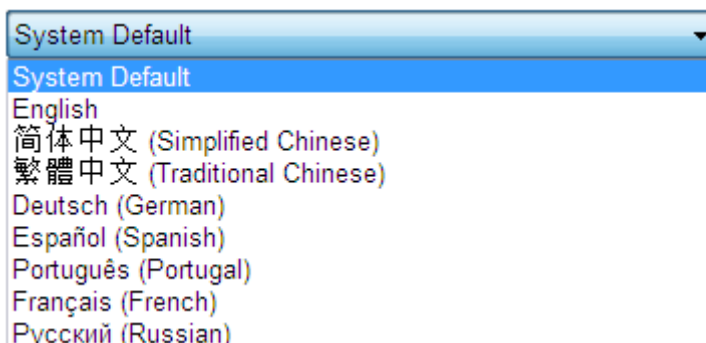 System Default
System Default
English
简体中文 (Simplified Chinese)
繁體中文 (Traditional Chinese)
Deutsch (German)
Español (Spanish)
Português (Portugal)
Français (French)
Русский (Russian)